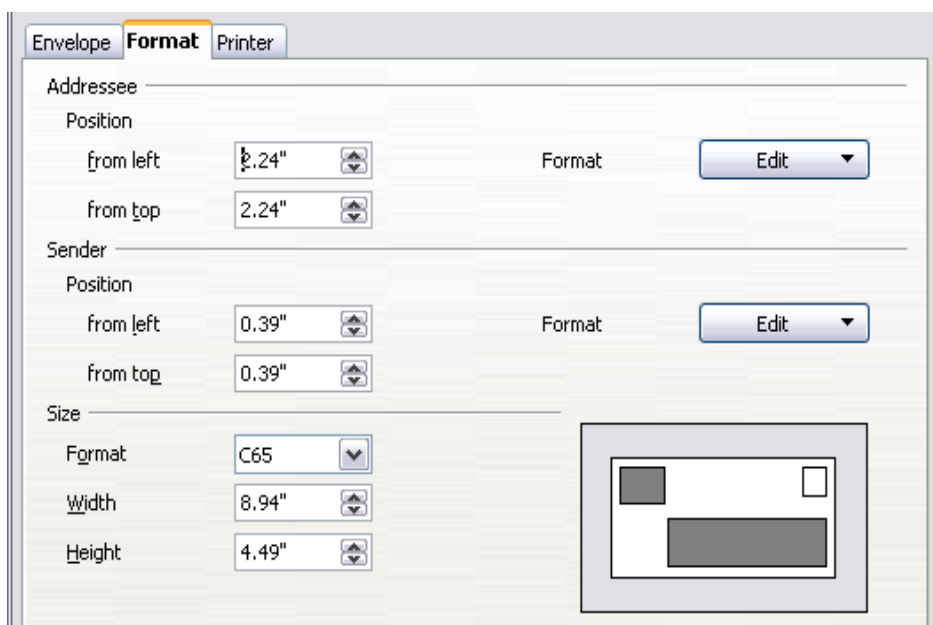 Envelope Format Printer
Addressee
Position
from left 2.24" Format Edit
from top 2.24"
Sender
Position
from left 0.39" Format Edit
from top 0.39"
Size
Format C65
Width 8.94"
Height 4.49"